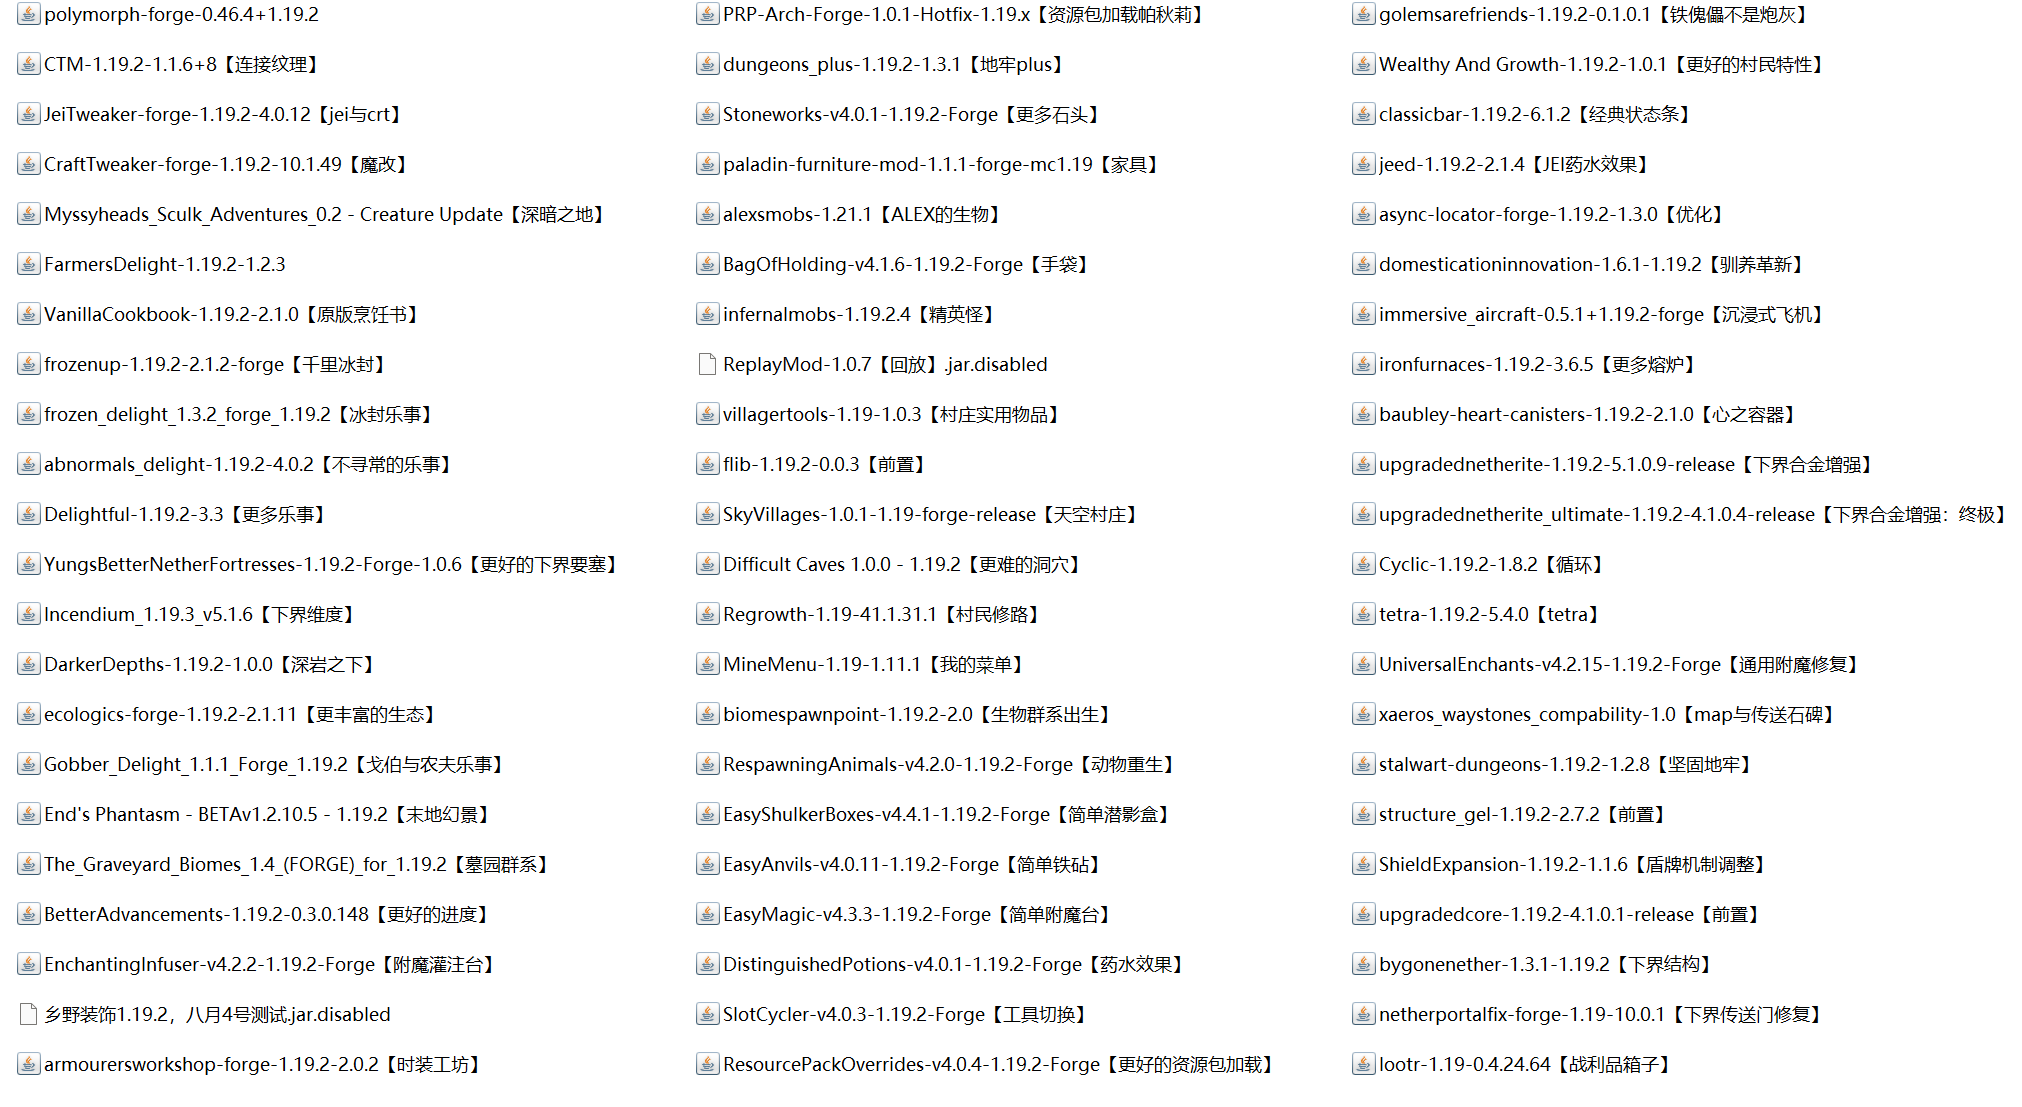 polymorph-forge-0.46.4+1.19.2
CTM-1.19.2-1.1.6+8【连接纹理】
JeiTweaker-forge-1.19.2-4.0.12【jei与crt】
CraftTweaker-forge-1.19.2-10.1.49【魔改】
Myssyheads_Sculk_Adventures_0.2 - Creature Update【深暗之地】
FarmersDelight-1.19.2-1.2.3
VanillaCookbook-1.19.2-2.1.0【原版烹饪书】
frozenup-1.19.2-2.1.2-forge【千里冰封】
frozen_delight_1.3.2_forge_1.19.2【冰封乐事】
abnormals_delight-1.19.2-4.0.2【不寻常的乐事】
Delightful-1.19.2-3.3【更多乐事】
YungsBetterNetherFortresses-1.19.2-Forge-1.0.6【更好的下界要塞】
Incendium_1.19.3_v5.1.6【下界维度】
DarkerDepths-1.19.2-1.0.0【深岩之下】
ecologics-forge-1.19.2-2.1.11【更丰富的生态】
Gobber_Delight_1.1.1_Forge_1.19.2【戈伯与农夫乐事】
End's Phantasm - BETAv1.2.10.5 - 1.19.2【末地幻景】
The_Graveyard_Biomes_1.4_(FORGE)_for_1.19.2【墓园群系】
BetterAdvancements-1.19.2-0.3.0.148【更好的进度】
EnchantingInfuser-v4.2.2-1.19.2-Forge【附魔灌注台】
乡野装饰1.19.2，八月4号测试.jar.disabled
armourersworkshop-forge-1.19.2-2.0.2【时装工坊】
PRP-Arch-Forge-1.0.1-Hotfix-1.19.x【资源包加载帕秋莉】
dungeons_plus-1.19.2-1.3.1【地牢plus】
Stoneworks-v4.0.1-1.19.2-Forge【更多石头】
paladin-furniture-mod-1.1.1-forge-mc1.19【家具】
alexsmobs-1.21.1【ALEX的生物】
BagOfHolding-v4.1.6-1.19.2-Forge【手袋】
infernalmobs-1.19.2.4【精英怪】
ReplayMod-1.0.7【回放】.jar.disabled
villagertools-1.19-1.0.3【村庄实用物品】
flib-1.19.2-0.0.3【前置】
SkyVillages-1.0.1-1.19-forge-release【天空村庄】
Difficult Caves 1.0.0 - 1.19.2【更难的洞穴】
Regrowth-1.19-41.1.31.1【村民修路】
MineMenu-1.19-1.11.1【我的菜单】
biomespawnpoint-1.19.2-2.0【生物群系出生】
RespawningAnimals-v4.2.0-1.19.2-Forge【动物重生】
EasyShulkerBoxes-v4.4.1-1.19.2-Forge【简单潜影盒】
EasyAnvils-v4.0.11-1.19.2-Forge【简单铁砧】
EasyMagic-v4.3.3-1.19.2-Forge【简单附魔台】
DistinguishedPotions-v4.0.1-1.19.2-Forge【药水效果】
SlotCycler-v4.0.3-1.19.2-Forge【工具切换】
ResourcePackOverrides-v4.0.4-1.19.2-Forge【更好的资源包加载】
golemsarefriends-1.19.2-0.1.0.1【铁傀儡不是炮灰】
Wealthy And Growth-1.19.2-1.0.1【更好的村民特性】
classicbar-1.19.2-6.1.2【经典状态条】
jeed-1.19.2-2.1.4【JEI药水效果】
async-locator-forge-1.19.2-1.3.0【优化】
domesticationinnovation-1.6.1-1.19.2【驯养革新】
immersive_aircraft-0.5.1+1.19.2-forge【沉浸式飞机】
ironfurnaces-1.19.2-3.6.5【更多熔炉】
baubley-heart-canisters-1.19.2-2.1.0【心之容器】
upgradednetherite-1.19.2-5.1.0.9-release【下界合金增强】
upgradednetherite_ultimate-1.19.2-4.1.0.4-release【下界合金增强：终极】
Cyclic-1.19.2-1.8.2【循环】
tetra-1.19.2-5.4.0【tetra】
UniversalEnchants-v4.2.15-1.19.2-Forge【通用附魔修复】
xaeros_waystones_compability-1.0【map与传送石碑】
stalwart-dungeons-1.19.2-1.2.8【坚固地牢】
structure_gel-1.19.2-2.7.2【前置】
ShieldExpansion-1.19.2-1.1.6【盾牌机制调整】
upgradedcore-1.19.2-4.1.0.1-release【前置】
bygonenether-1.3.1-1.19.2【下界结构】
netherportalfix-forge-1.19-10.0.1【下界传送门修复】
lootr-1.19-0.4.24.64【战利品箱子】